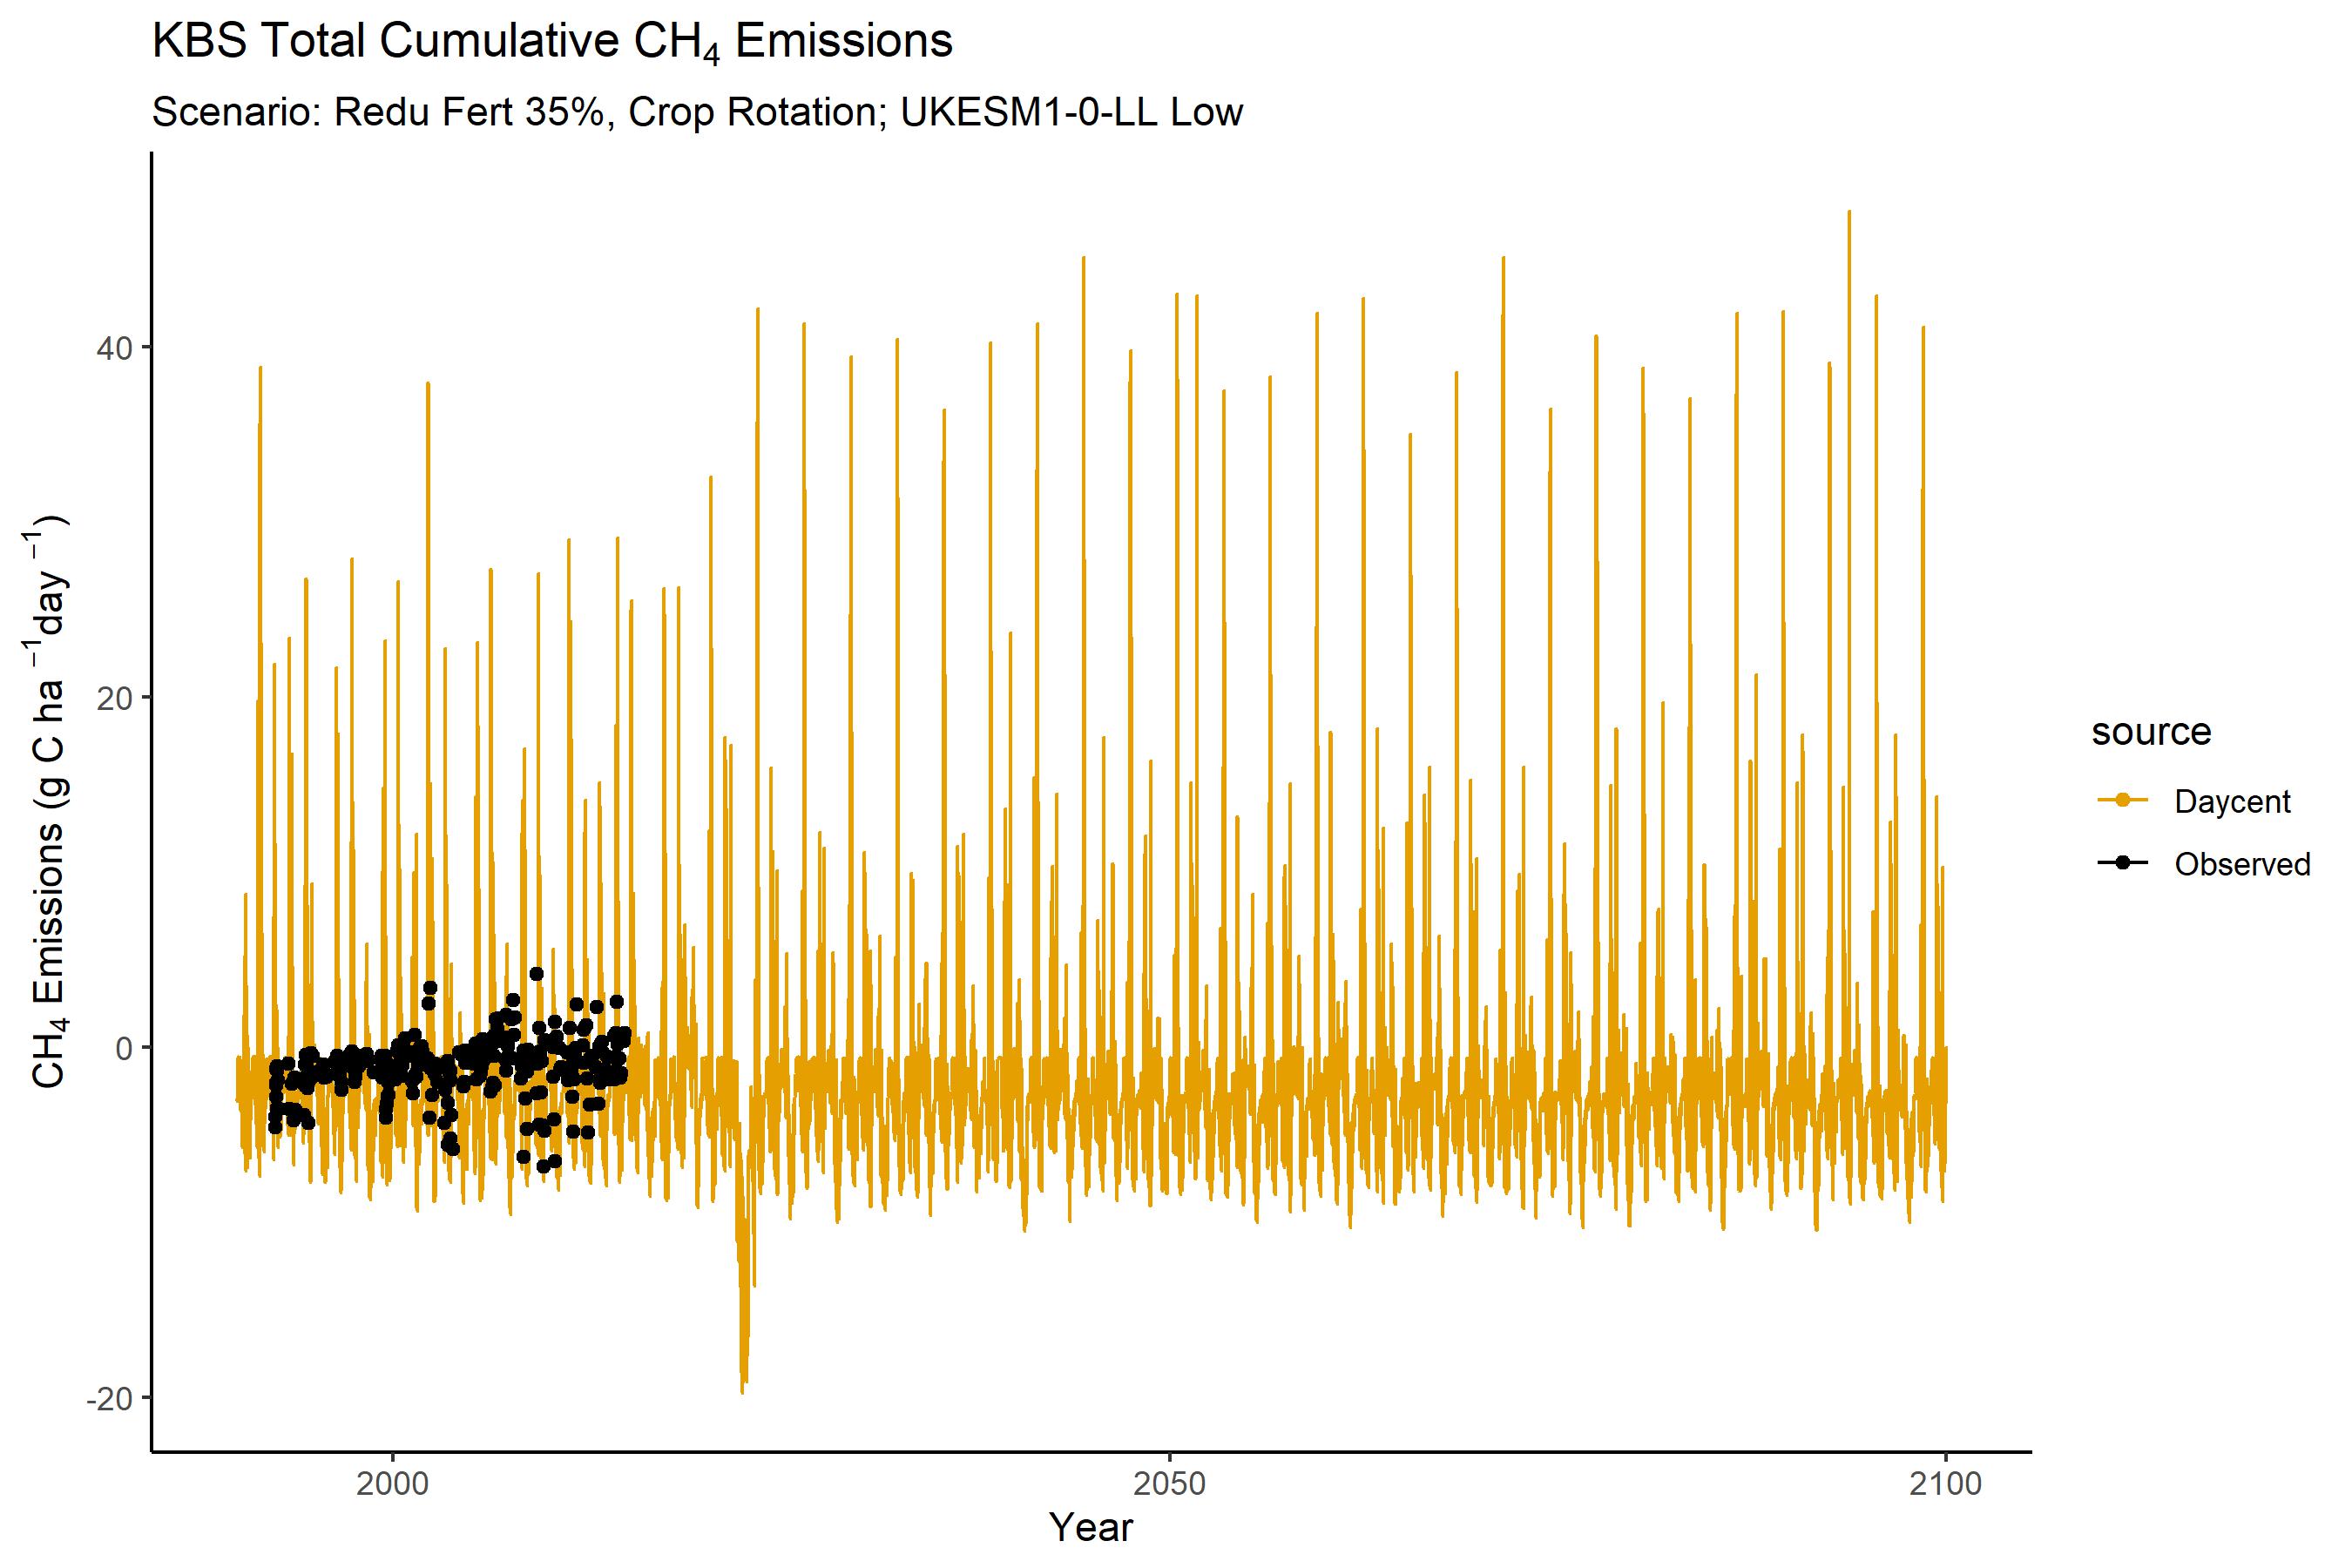 KBS Total Cumulative CH₄ Emissions
Scenario: Redu Fert 35%, Crop Rotation; UKESM1-0-LL Low
CH₄ Emissions (g C ha ⁻¹day ⁻¹)
40
20
0
-20
2000
2050
2100
Year
source
Daycent
Observed